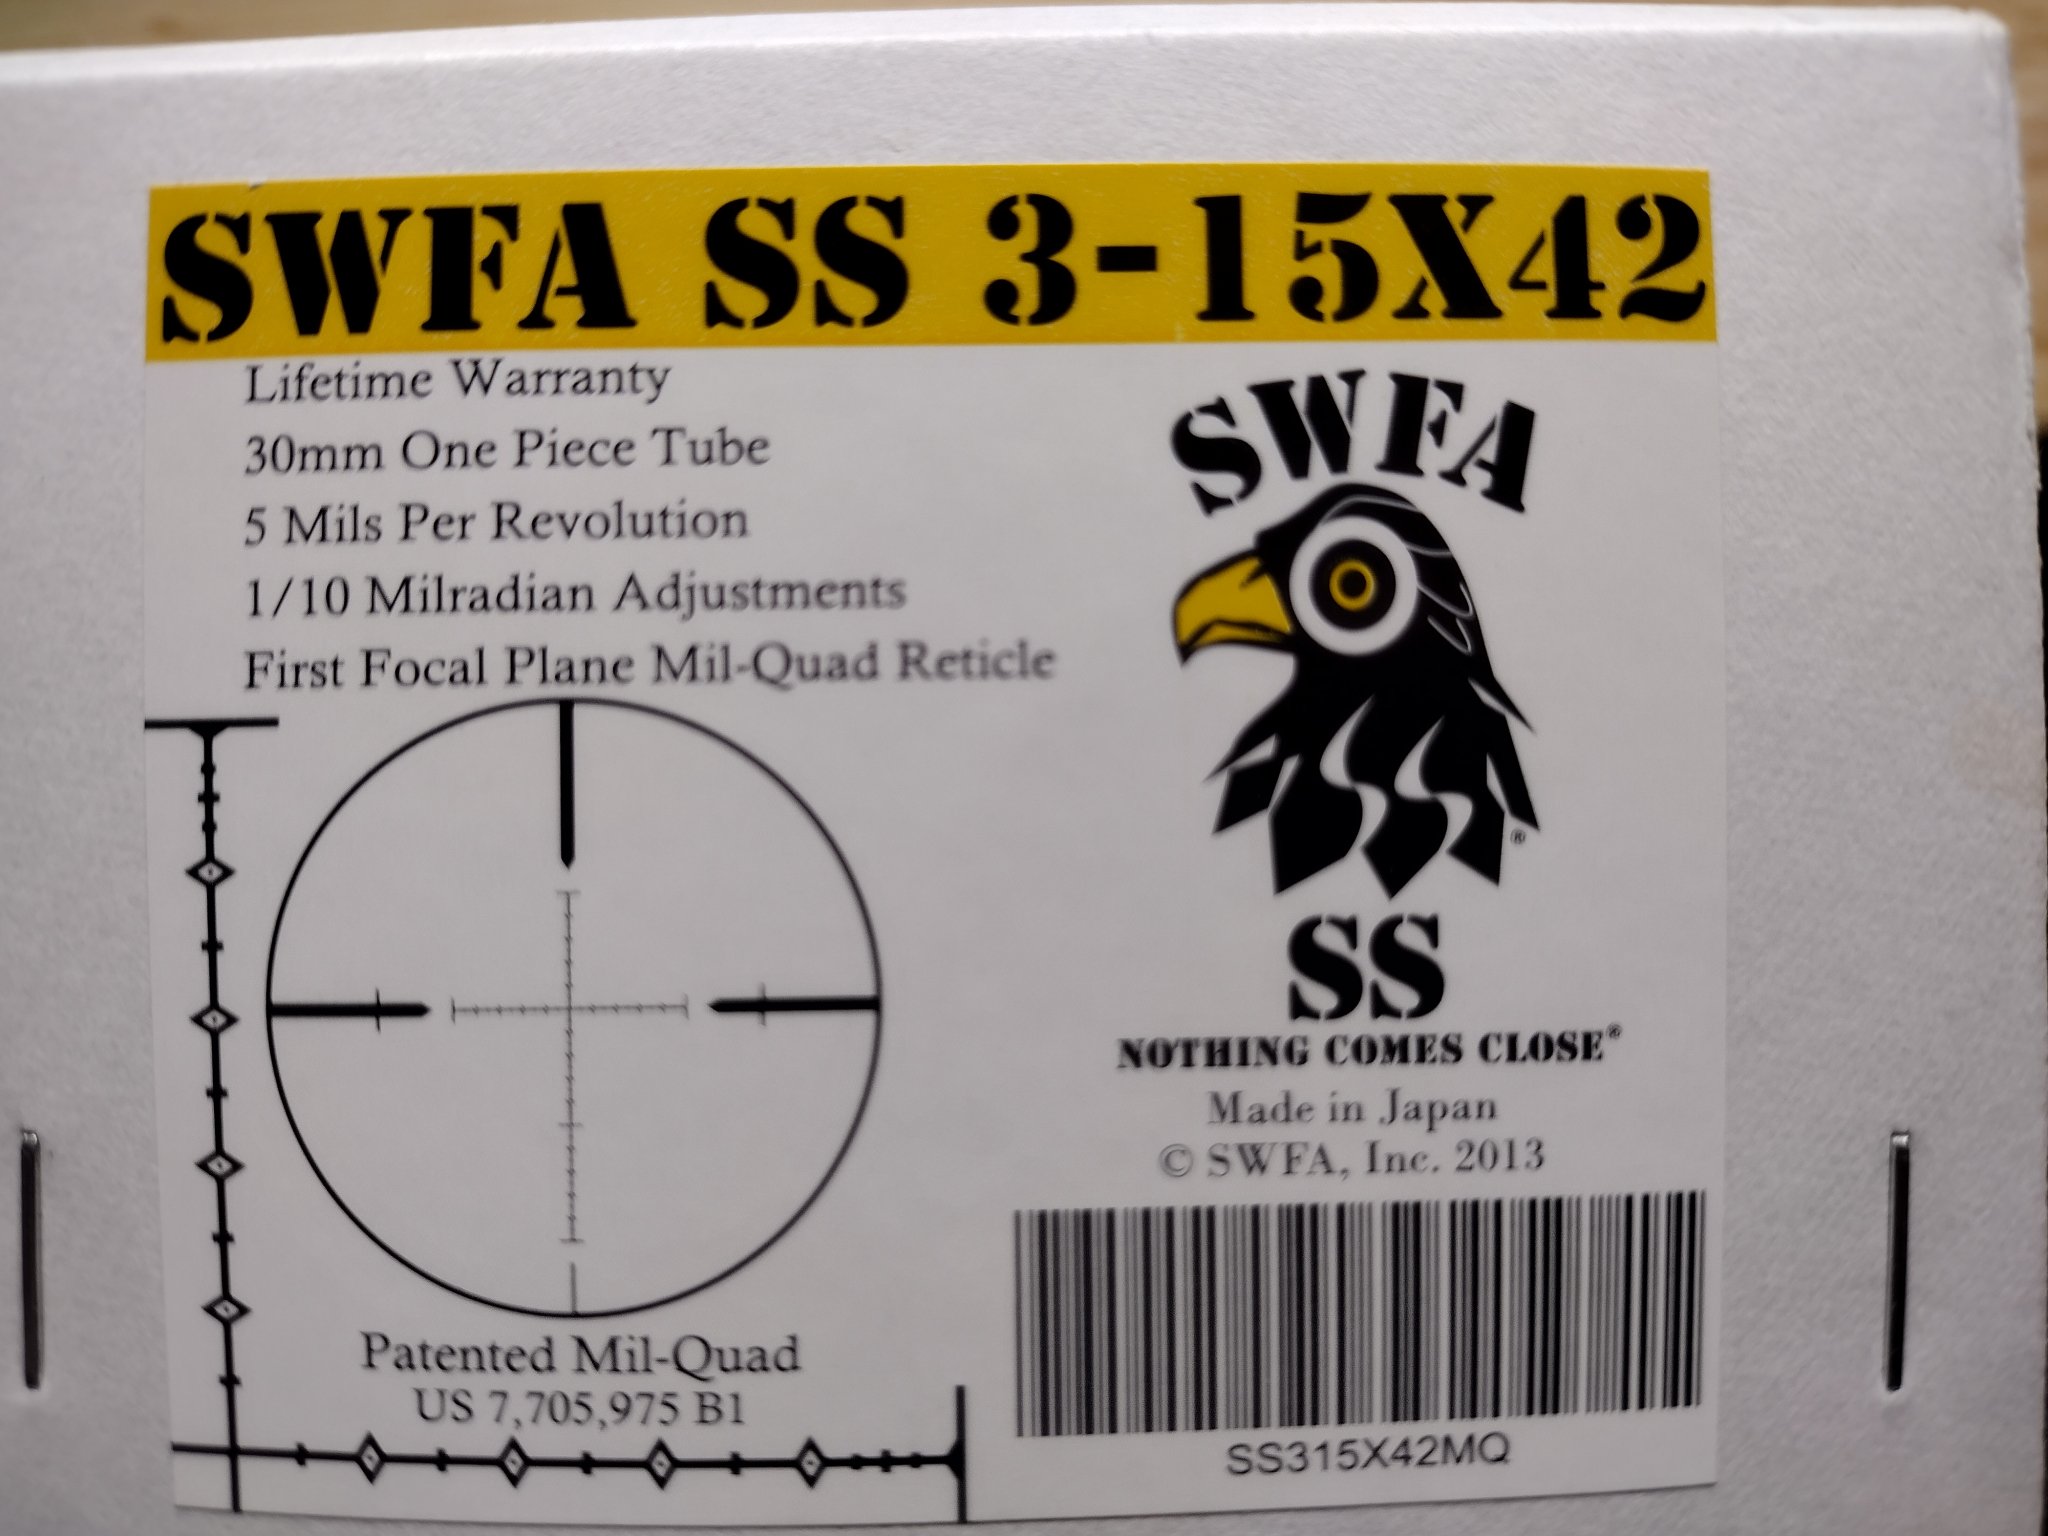 SWFA SS 3-15X42
Lifetime Warranty
30mm One Piece Tube
5 Mils Per Revolution
1/10 Milradian Adjustments
First Focal Plane Mil-Quad Reticle
Patented Mil-Quad
US 7,705,975 B1
SWFA
®
SS
NOTHING COMES CLOSE®
Made in Japan
© SWFA, Inc. 2013
SS315X42MQ